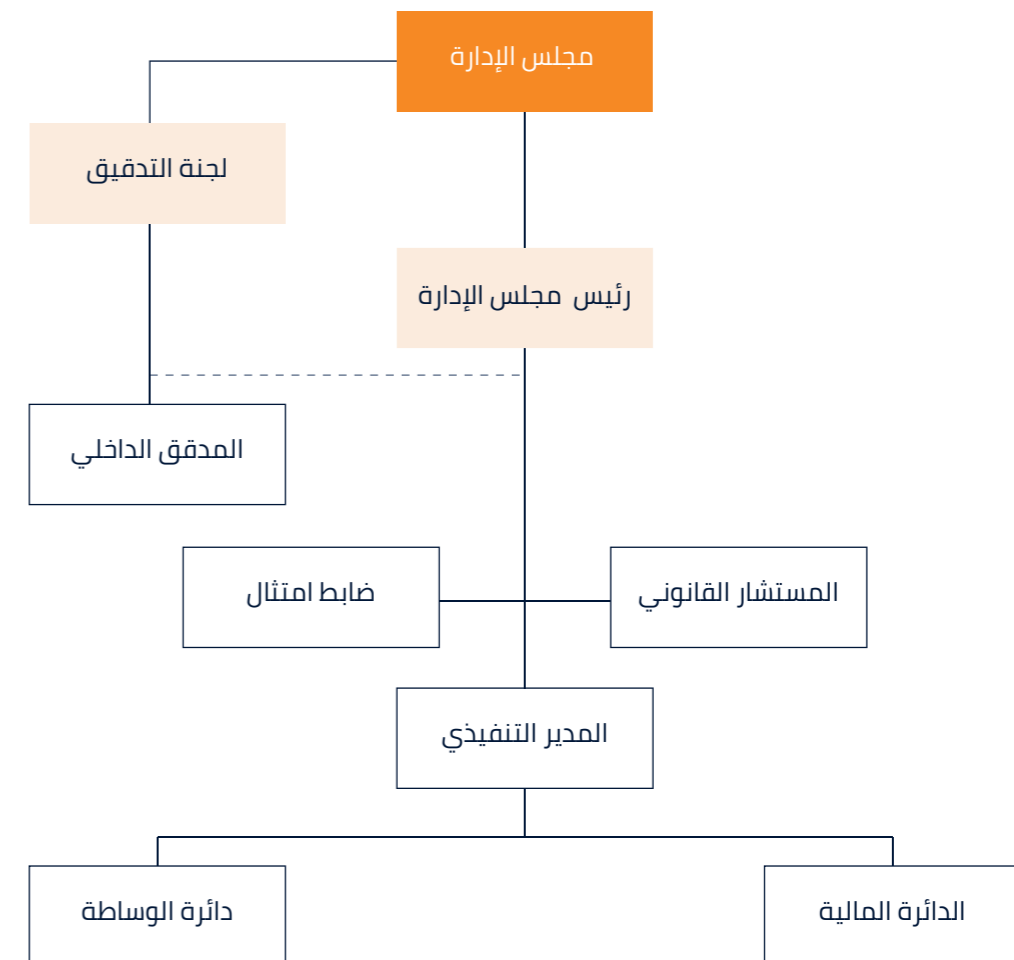 مجلس الإدارة
لجنة التدقيق
رئيس مجلس الإدارة
المدقق الداخلي
المستشار القانوني
ضابط امتثال
المدير التنفيذي
الدائرة المالية
دائرة الوساطة